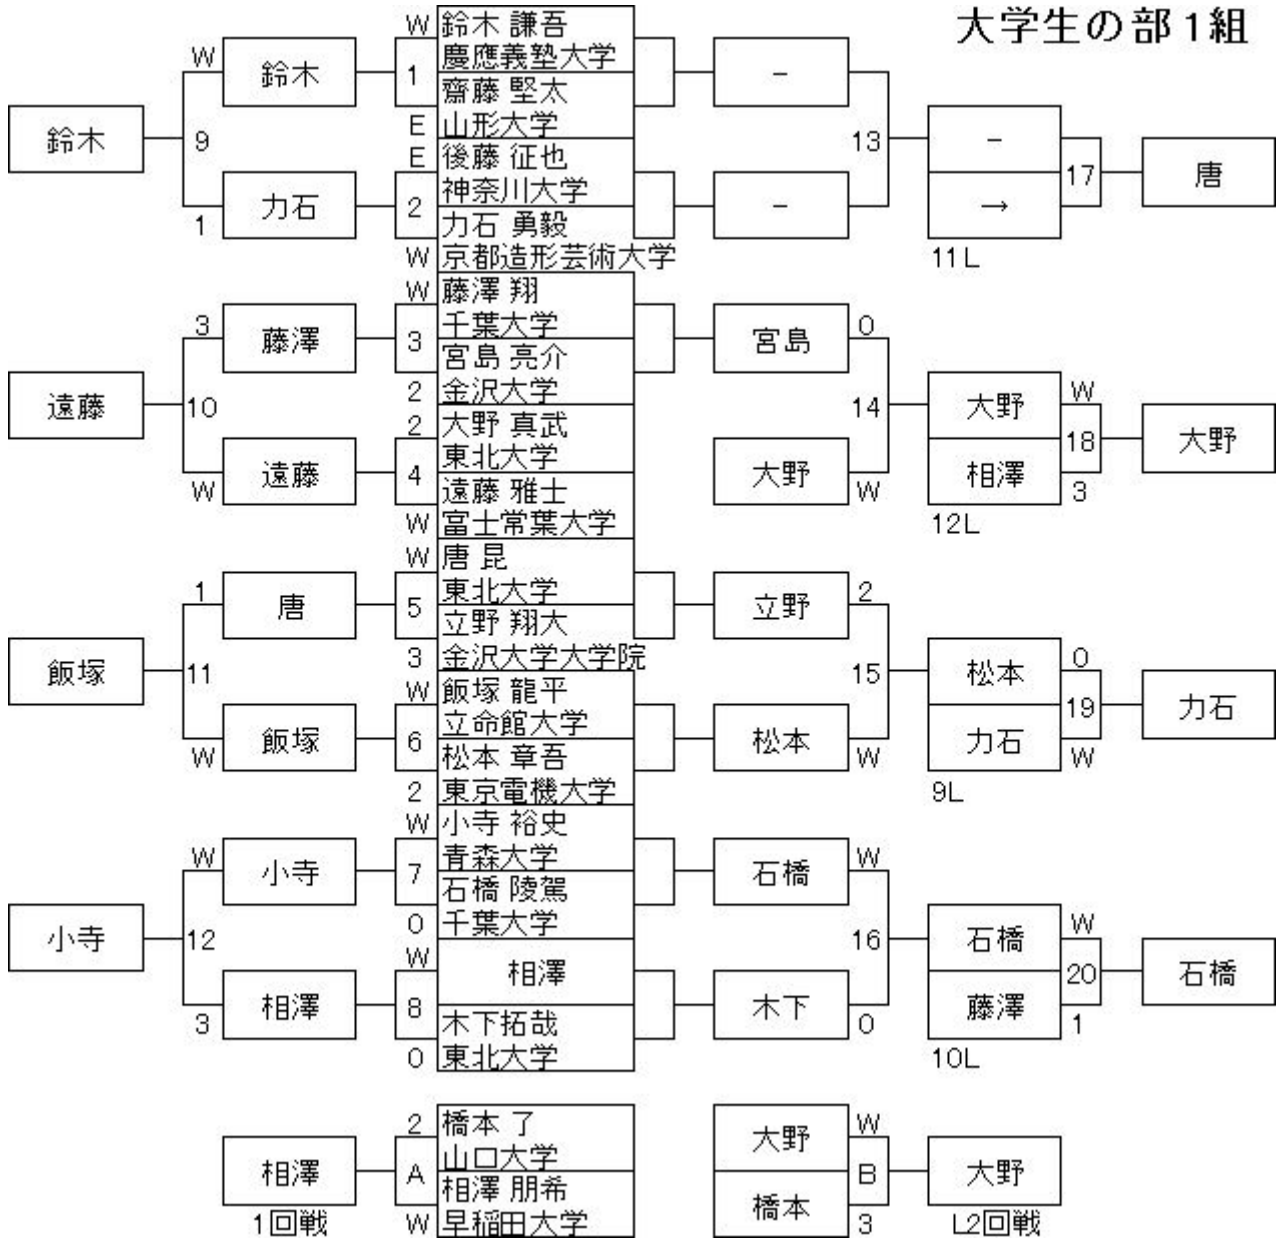 大学生の部 1組
W
鈴木 謙吾
慶應義塾大学
W
鈴木
1
齋藤 堅太
E
山形大学
－
鈴木
9
13
－
17
唐
→
11L
E
後藤 征也
神奈川大学
1
力石
2
力石 勇毅
W
京都造形芸術大学
－
W
藤澤 翔
千葉大学
3
藤澤
3
宮島 亮介
2
金沢大学
宮島
0
遠藤
10
14
大野
W
18
大野
相澤
3
12L
2
大野 真武
東北大学
W
遠藤
4
遠藤 雅士
W
富士常葉大学
大野
W
W
唐 昆
東北大学
1
唐
5
立野 翔大
3
金沢大学大学院
立野
2
飯塚
11
15
松本
0
19
力石
力石
W
9L
W
飯塚 龍平
立命館大学
W
飯塚
6
松本 章吾
2
東京電機大学
松本
W
W
小寺 裕史
青森大学
W
小寺
7
石橋 陵駕
0
千葉大学
石橋
W
小寺
12
16
石橋
W
20
石橋
藤澤
1
10L
W
相澤
3
相澤
8
木下拓哉
0
東北大学
木下
0
2
橋本 了
山口大学
相澤
A
相澤 朋希
W
早稲田大学
1回戦
大野
W
B
大野
橋本
3
L2回戦